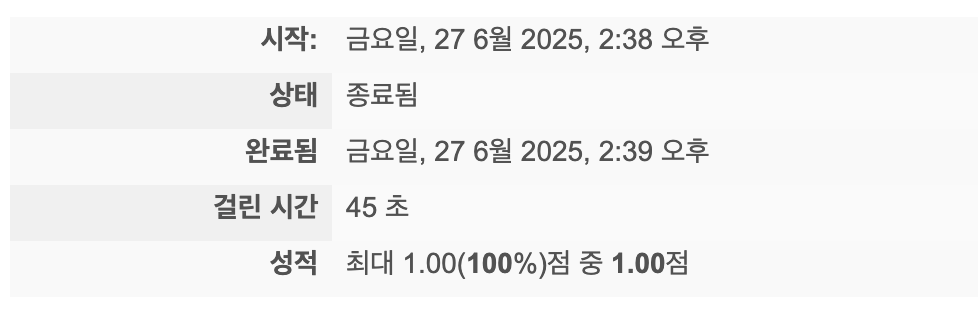 시작: 금요일, 27 6월 2025, 2:38 오후
상태 종료됨
완료됨 금요일, 27 6월 2025, 2:39 오후
걸린 시간 45 초
성적 최대 1.00(100%)점 중 1.00점